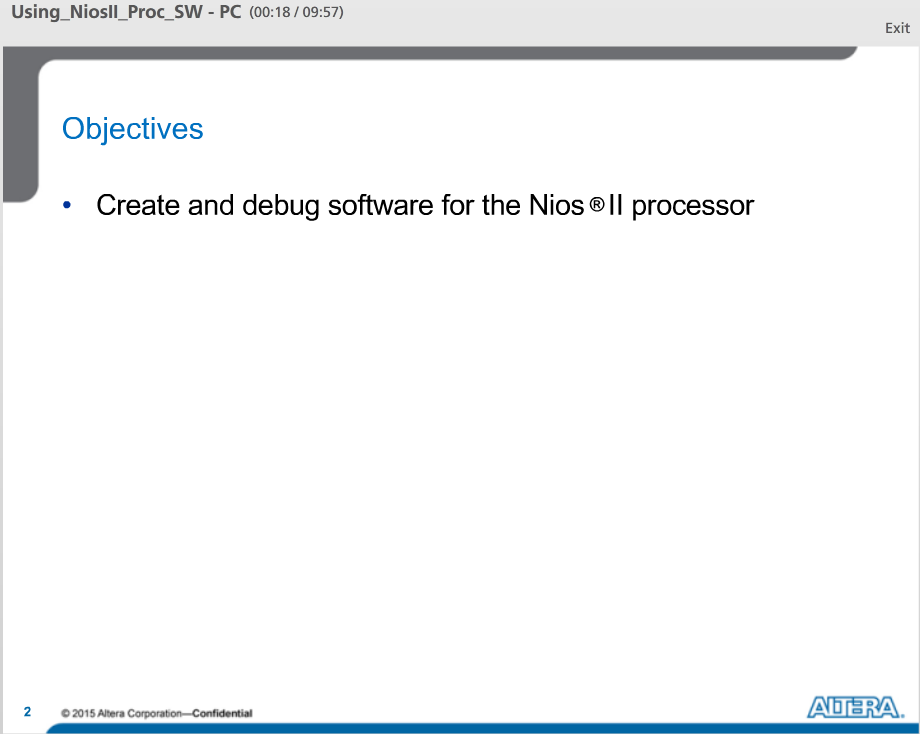 Using_NiosII_Proc_SW - PC (00:18 / 09:57)
Exit
Objectives
• Create and debug software for the Nios ® II processor
2 © 2015 Altera Corporation—Confidential
ALTERA.